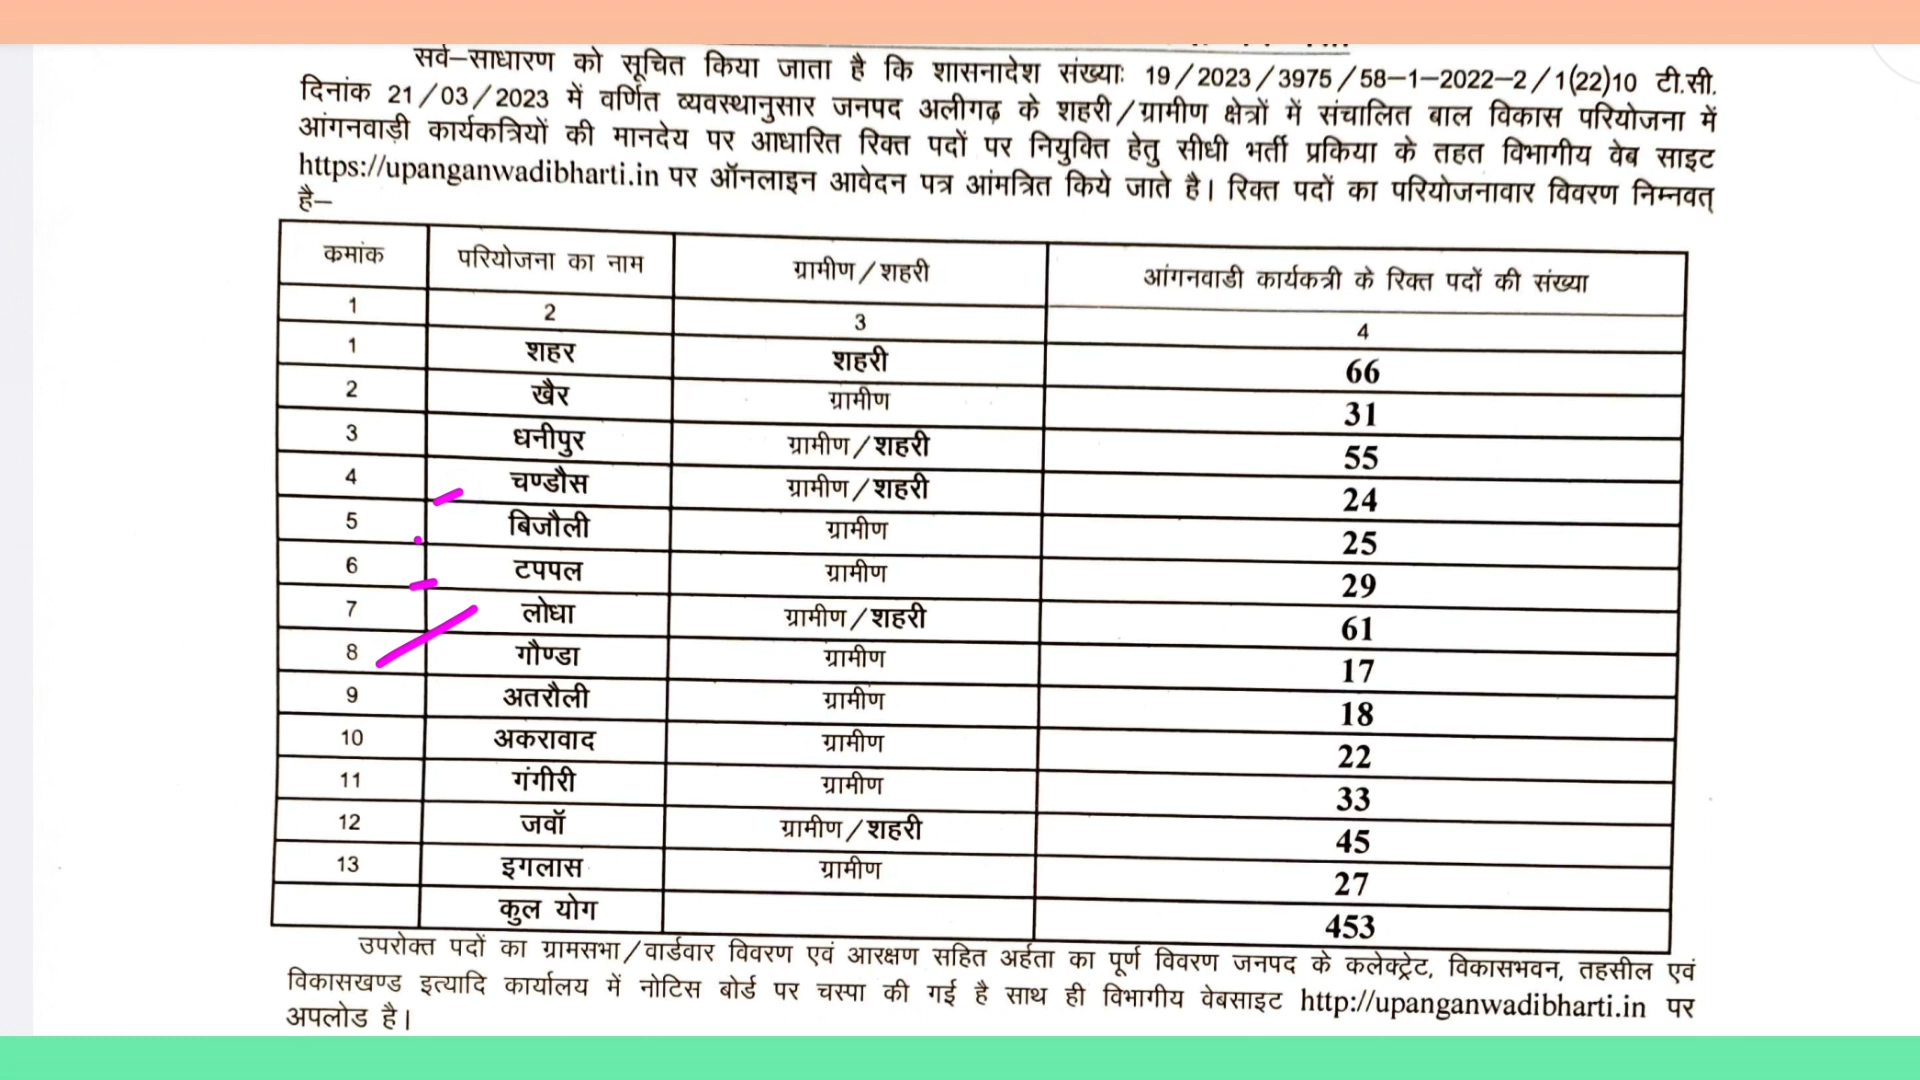 सर्व–साधारण को सूचित किया जाता है कि शासनादेश संख्याः 19/2023/3975/58–1–2022–2/1(22)10 टी.सी.
दिनांक 21/03/2023 में वर्णित व्यवस्थानुसार जनपद अलीगढ़ के शहरी/ग्रामीण क्षेत्रों में संचालित बाल विकास परियोजना में
आंगनवाड़ी कार्यकत्रियों की मानदेय पर आधारित रिक्त पदों पर नियुक्ति हेतु सीधी भर्ती प्रकिया के तहत विभागीय वेब साइट
https://upanganwadibharti.in पर ऑनलाइन आवेदन पत्र आंमत्रित किये जाते है। रिक्त पदों का परियोजनावार विवरण निम्नवत्
है–
कमांक परियोजना का नाम ग्रामीण/शहरी आंगनवाडी कार्यकत्री के रिक्त पदों की संख्या
1 2 3 4
1 शहर शहरी 66
2 खैर ग्रामीण 31
3 धनीपुर ग्रामीण/शहरी 55
4 चण्डौस ग्रामीण/शहरी 24
5 बिजौली ग्रामीण 25
6 टपपल ग्रामीण 29
7 लोधा ग्रामीण/शहरी 61
8 गौण्डा ग्रामीण 17
9 अतरौली ग्रामीण 18
10 अकरावाद ग्रामीण 22
11 गंगीरी ग्रामीण 33
12 जवॉ ग्रामीण/शहरी 45
13 इगलास ग्रामीण 27
कुल योग 453
उपरोक्त पदों का ग्रामसभा/वार्डवार विवरण एवं आरक्षण सहित अर्हता का पूर्ण विवरण जनपद के कलेक्ट्रेट, विकासभवन, तहसील एवं
विकासखण्ड इत्यादि कार्यालय में नोटिस बोर्ड पर चस्पा की गई है साथ ही विभागीय वेबसाइट http://upanganwadibharti.in पर
अपलोड है।